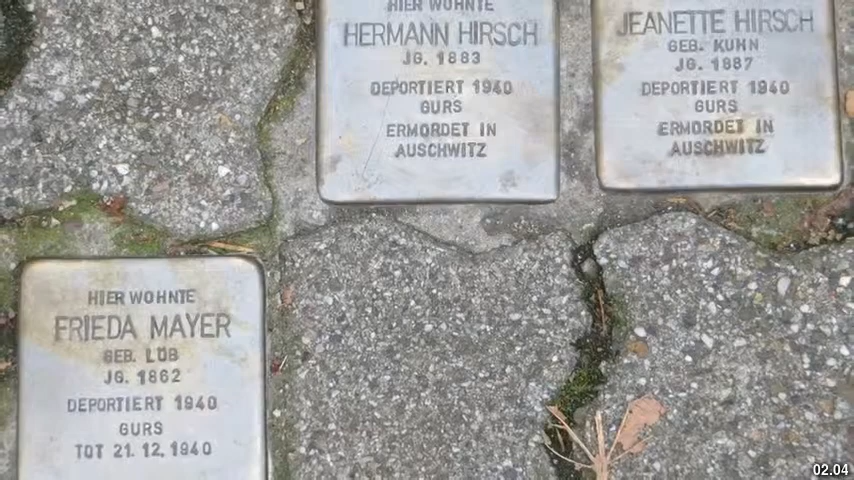 HIER WOHNTE
HERMANN HIRSCH
JG. 1883
DEPORTIERT 1940
GURS
ERMORDET IN
AUSCHWITZ
JEANETTE HIRSCH
GEB. KUHN
JG. 1887
DEPORTIERT 1940
GURS
ERMORDET IN
AUSCHWITZ
HIER WOHNTE
FRIEDA MAYER
GEB. LÖB
JG. 1862
DEPORTIERT 1940
GURS
TOT 21.12.1940
02.04